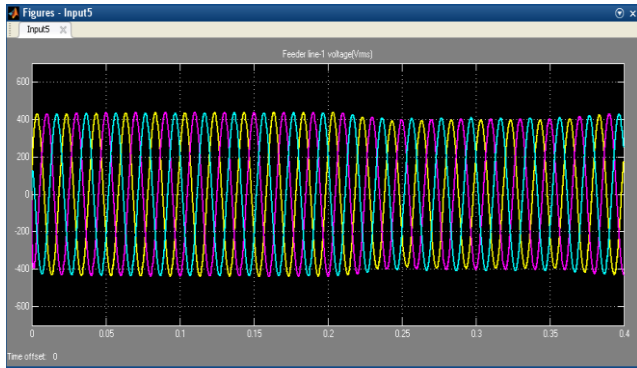 Figures - Input5
Input5
Feeder line-1 voltage(Vrms)
600
400
200
0
-200
-400
-600
0 0.05 0.1 0.15 0.2 0.25 0.3 0.35 0.4
Time offset: 0